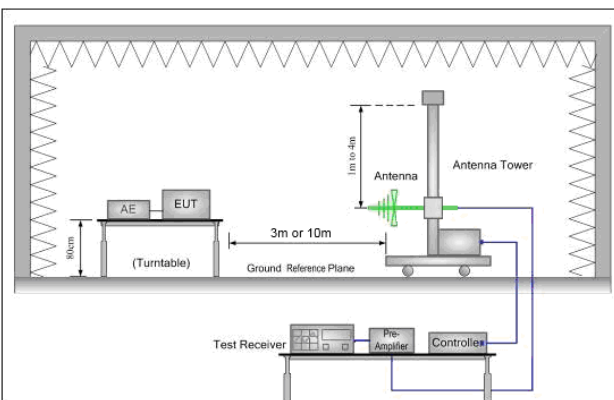 1m to 4m
Antenna
Antenna Tower
AE
EUT
3m or 10m
80cm
(Turntable)
Ground Reference Plane
Test Receiver
Pre-
Amplifier
Controller